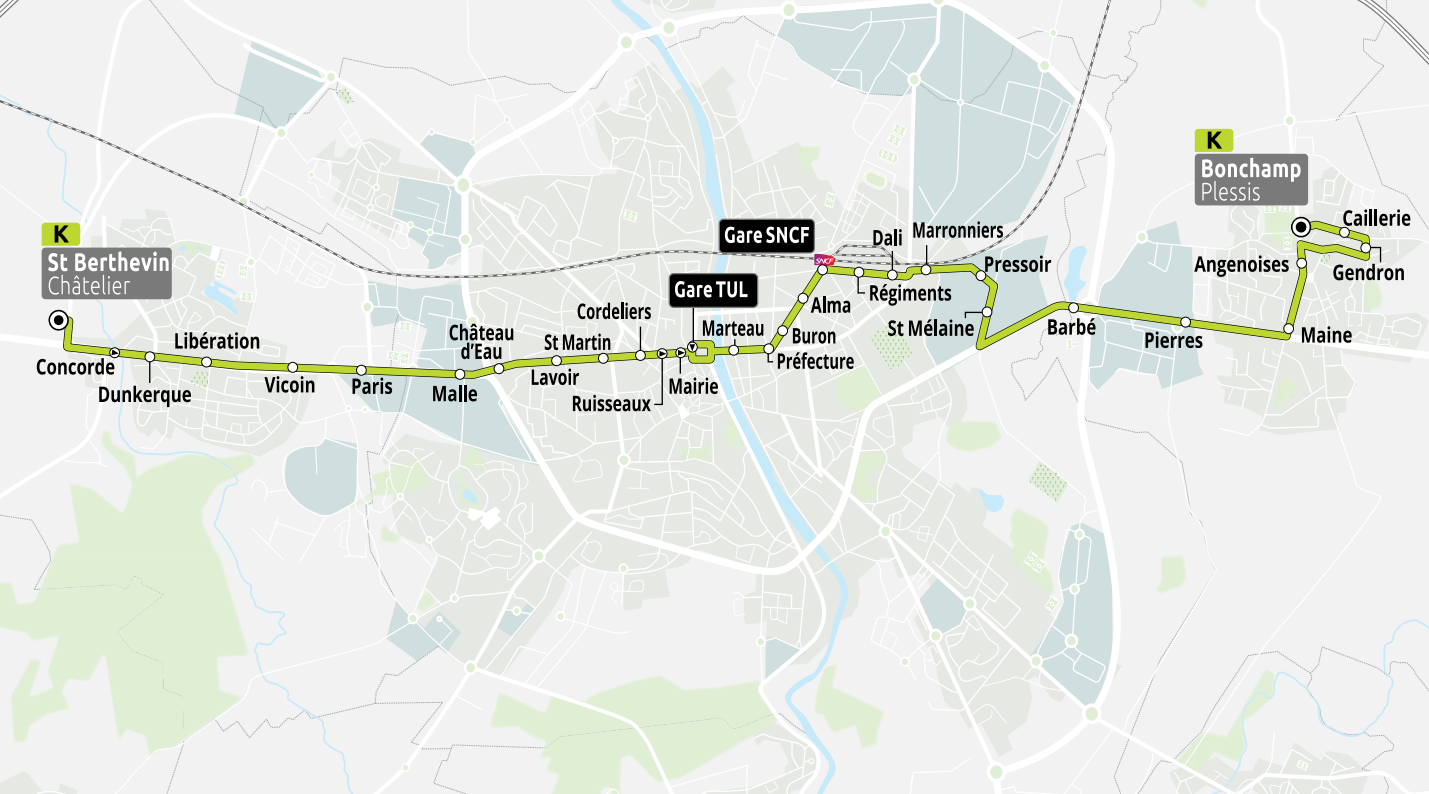 K
St Berthevin
Châtelier
Concorde
Dunkerque
Libération
Vicoin
Paris
Malle
Château
d'Eau
Lavoir
St Martin
Cordeliers
Ruisseaux
Mairie
Gare TUL
Marteau
Préfecture
Buron
Alma
Gare SNCF
SNCF
Régiments
Dali
Marronniers
Pressoir
St Mélaine
Barbé
Pierres
Maine
Angenoises
Gendron
Caillerie
K
Bonchamp
Plessis